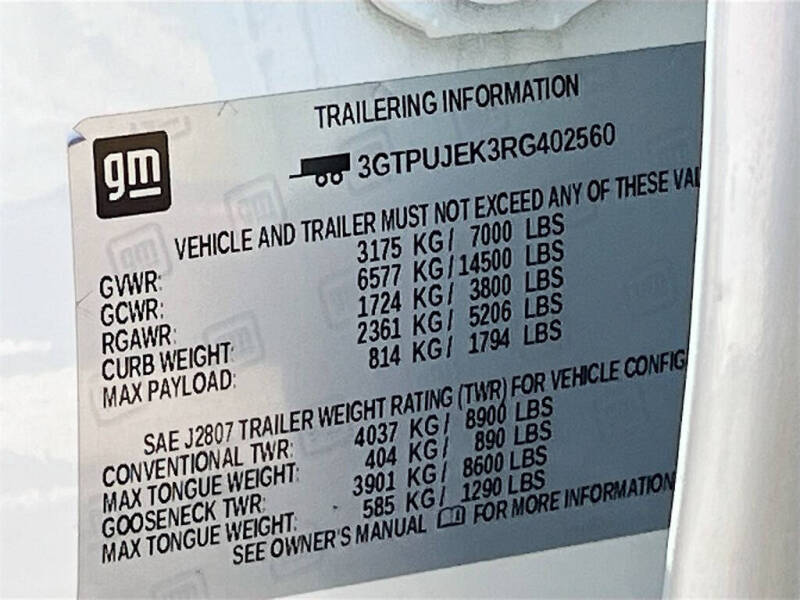 gm
TRAILERING INFORMATION
3GTPUJEK3RG402560
VEHICLE AND TRAILER MUST NOT EXCEED ANY OF THESE
GVWR: 3175 KG/ 7000 LBS
GCWR: 6577 KG/14500 LBS
RGAWR: 1724 KG/ 3800 LBS
CURB WEIGHT: 2361 KG/ 5206 LBS
MAX PAYLOAD: 814 KG/ 1794 LBS
SAE J2807 TRAILER WEIGHT RATING (TWR) FOR VEHICLE CONFIG
CONVENTIONAL TWR: 4037 KG/ 8900 LBS
MAX TONGUE WEIGHT: 404 KG/ 890 LBS
GOOSENECK TWR: 3901 KG/ 8600 LBS
MAX TONGUE WEIGHT: 585 KG/ 1290 LBS
SEE OWNER'S MANUAL FOR MORE INFORMATION